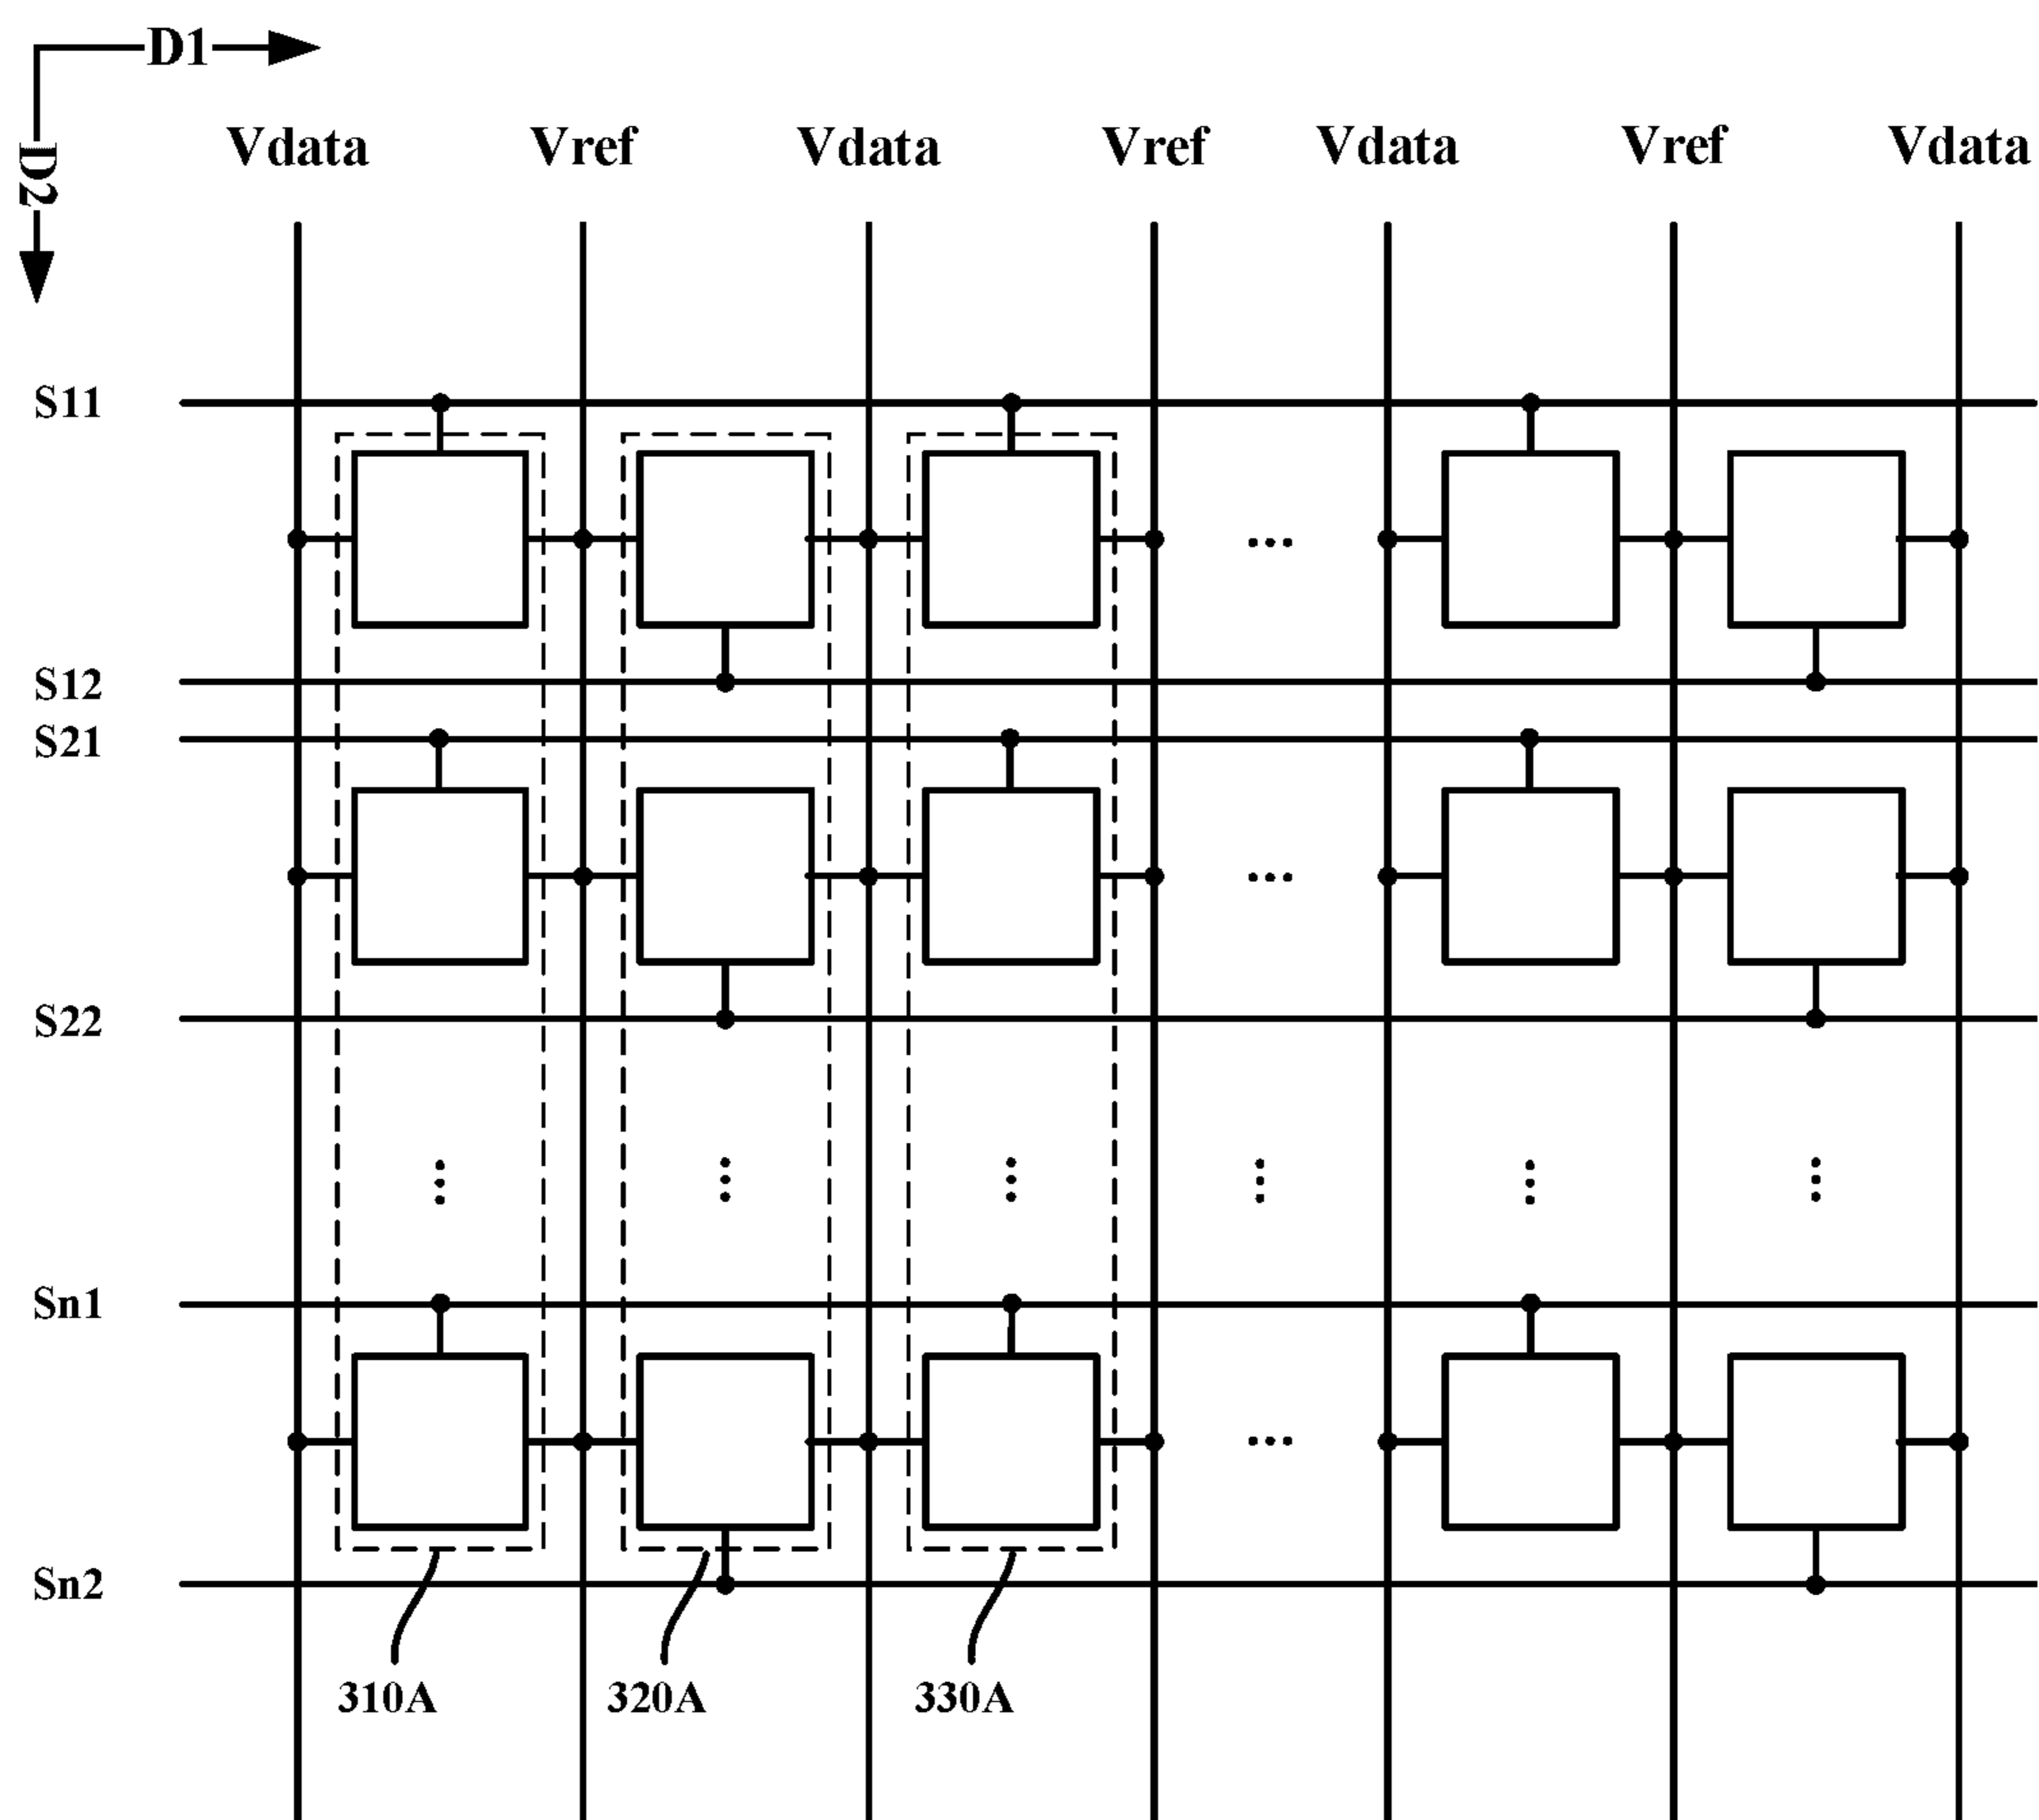 D1
D2
Vdata Vref Vdata Vref Vdata Vref Vdata
S11
...
S12
S21
...
S22
Sn1
...
Sn2
310A 320A 330A